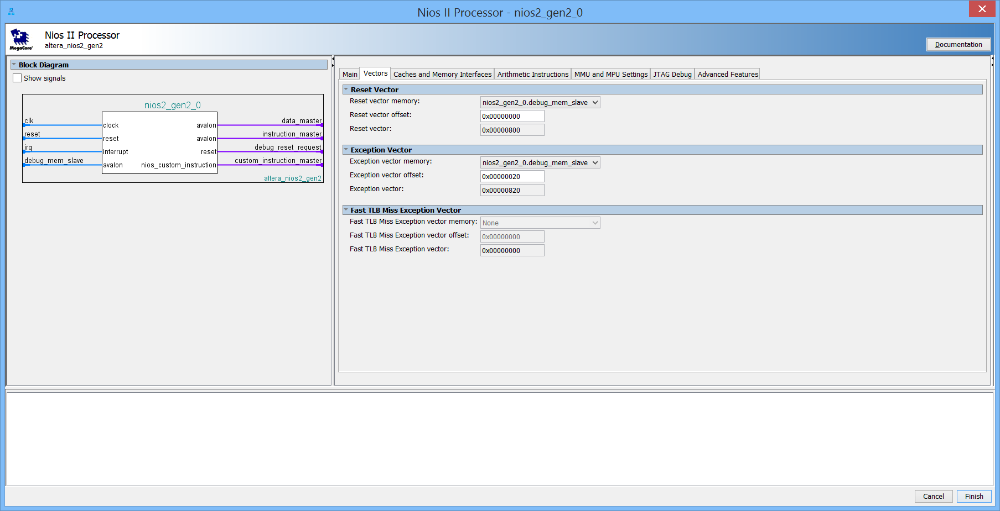 Nios II Processor - nios2_gen2_0
MegaCore®
Nios II Processor
altera_nios2_gen2
Documentation
Block Diagram
Show signals
nios2_gen2_0
clk
clock
avalon
data_master
reset
reset
avalon
instruction_master
irq
interrupt
reset
debug_reset_request
debug_mem_slave
avalon
nios_custom_instruction
custom_instruction_master
altera_nios2_gen2
Main Vectors Caches and Memory Interfaces Arithmetic Instructions MMU and MPU Settings JTAG Debug Advanced Features
Reset Vector
Reset vector memory: nios2_gen2_0.debug_mem_slave
Reset vector offset: 0x00000000
Reset vector: 0x00000800
Exception Vector
Exception vector memory: nios2_gen2_0.debug_mem_slave
Exception vector offset: 0x00000020
Exception vector: 0x00000820
Fast TLB Miss Exception Vector
Fast TLB Miss Exception vector memory: None
Fast TLB Miss Exception vector offset: 0x00000000
Fast TLB Miss Exception vector: 0x00000000
Cancel Finish